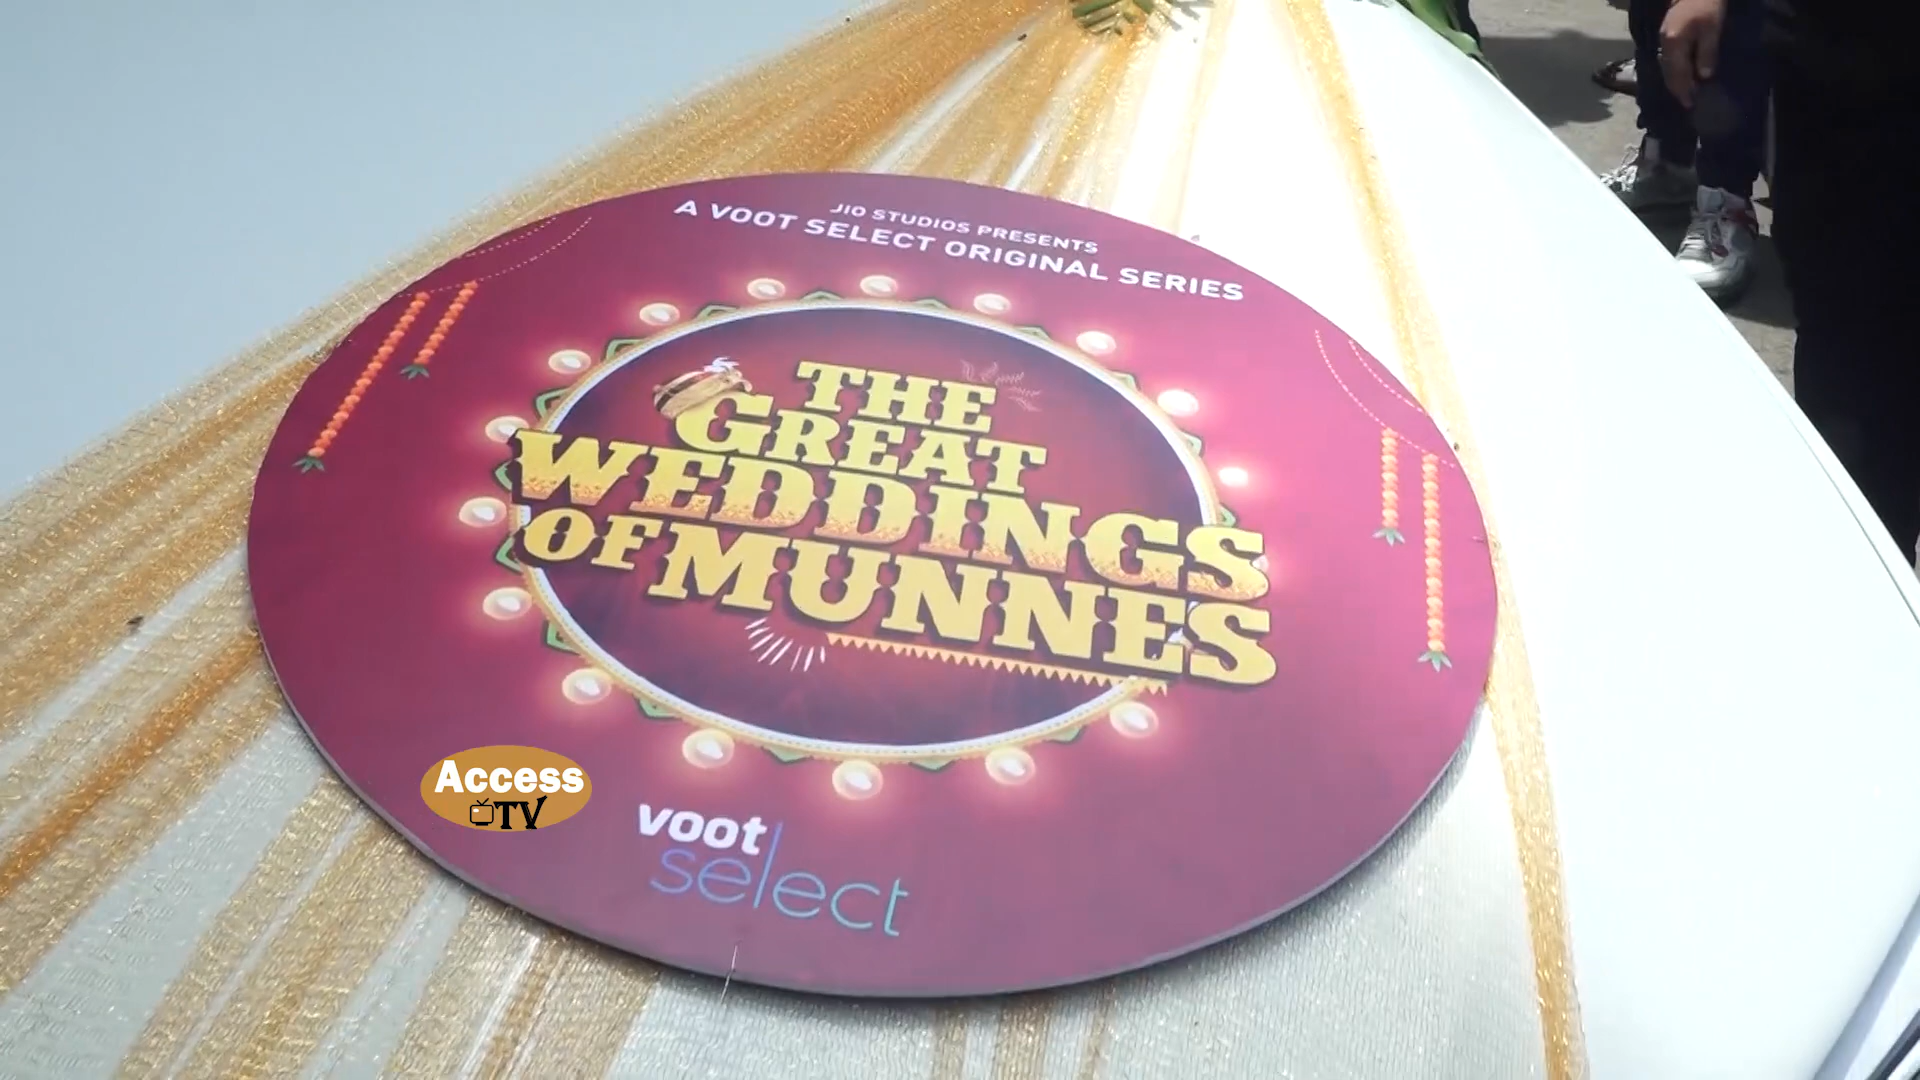 JIO STUDIOS PRESENTS
A VOOT SELECT ORIGINAL SERIES
THE
GREAT
WEDDINGS
OF MUNNES
Access
TV
voot
select